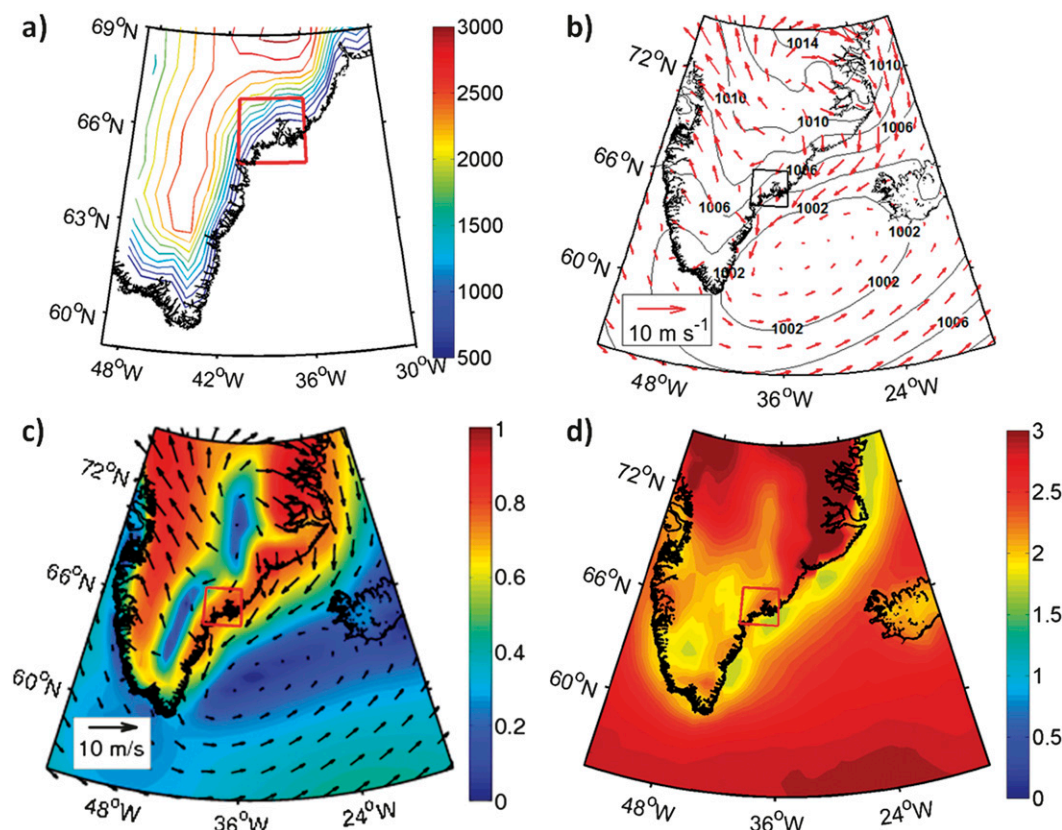 a)
69°N
66°N
63°N
60°N
48°W
42°W
36°W
30°W
3000
2500
2000
1500
1000
500
b)
72°N
66°N
60°N
48°W
36°W
24°W
1014
1010
1010
1010
1006
1006
1006
1002
1002
1002
1002
1002
1006
10 m s⁻¹
c)
72°N
66°N
60°N
48°W
36°W
24°W
10 m/s
1
0.8
0.6
0.4
0.2
0
d)
72°N
66°N
60°N
48°W
36°W
24°W
3
2.5
2
1.5
1
0.5
0